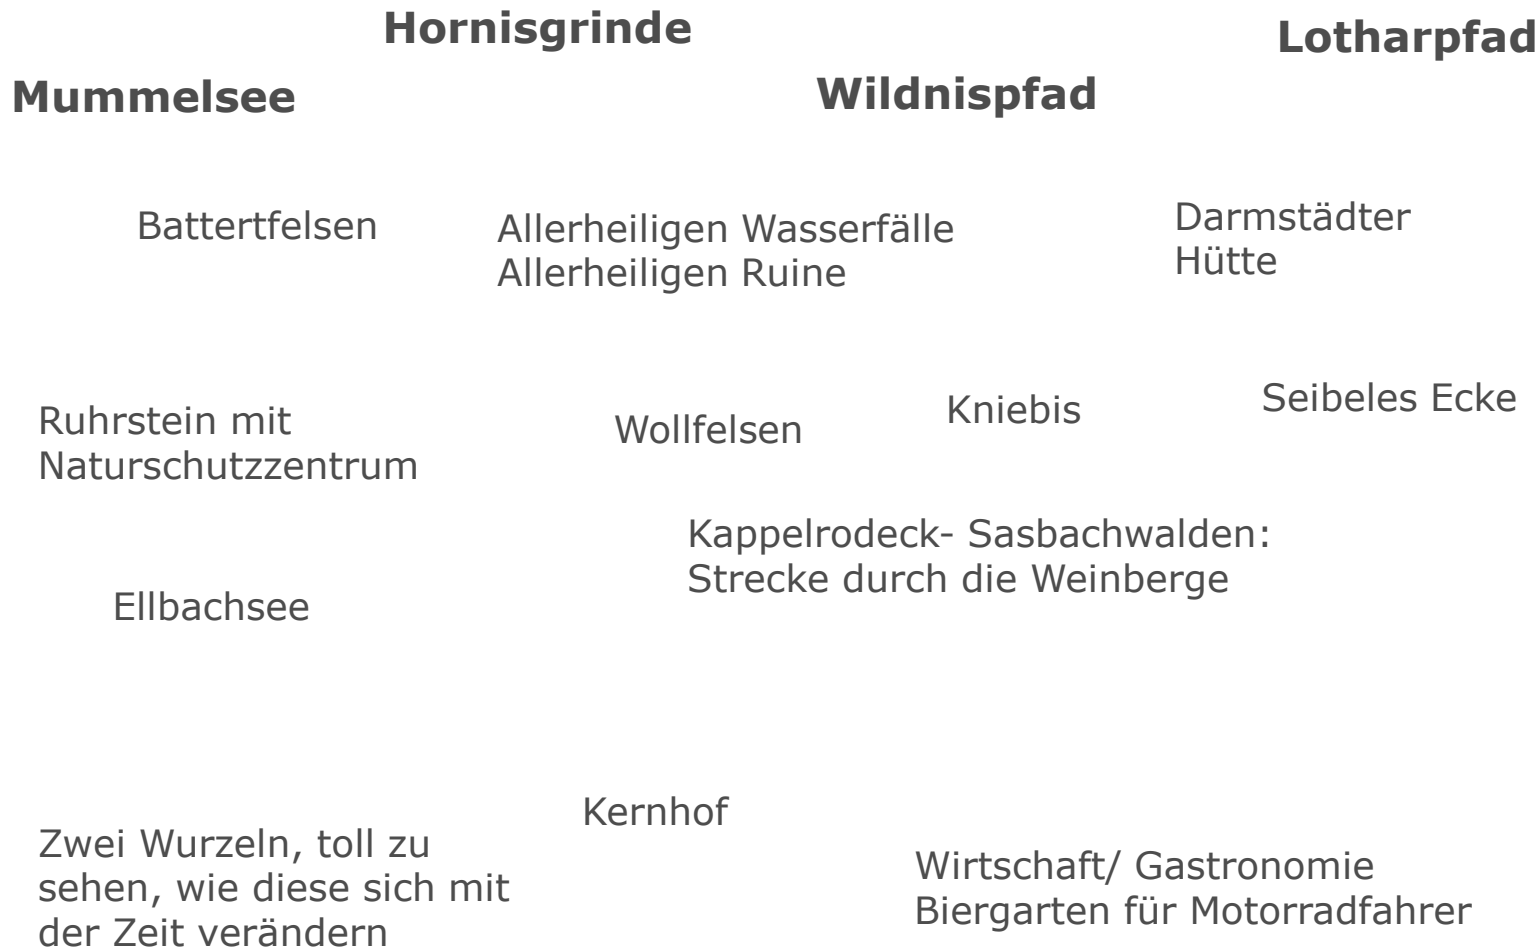 Hornisgrinde
Lotharpfad
Mummelsee
Wildnispfad
Battertfelsen
Allerheiligen Wasserfälle
Allerheiligen Ruine
Darmstädter
Hütte
Ruhrstein mit
Naturschutzzentrum
Wollfelsen
Kniebis
Seibeles Ecke
Kappelrodeck- Sasbachwalden:
Strecke durch die Weinberge
Ellbachsee
Kernhof
Zwei Wurzeln, toll zu
sehen, wie diese sich mit
der Zeit verändern
Wirtschaft/ Gastronomie
Biergarten für Motorradfahrer